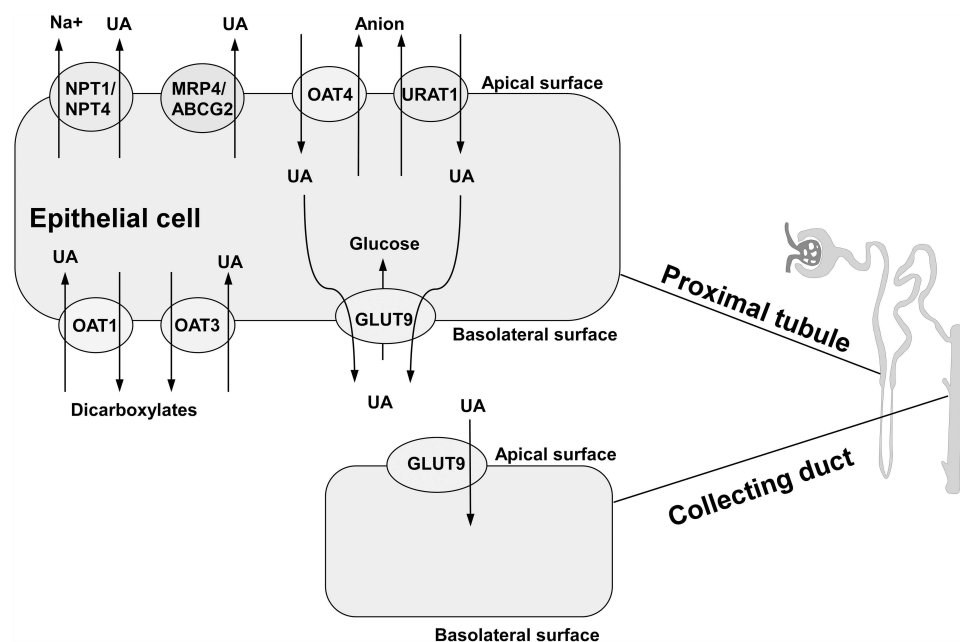 Na+ UA UA Anion
NPT1/
NPT4
MRP4/
ABCG2
OAT4
URAT1
Apical surface
UA UA
Epithelial cell
UA UA Glucose
OAT1 OAT3 GLUT9
Basolateral surface
Dicarboxylates
UA
Proximal tubule
UA
GLUT9
Apical surface
Collecting duct
Basolateral surface